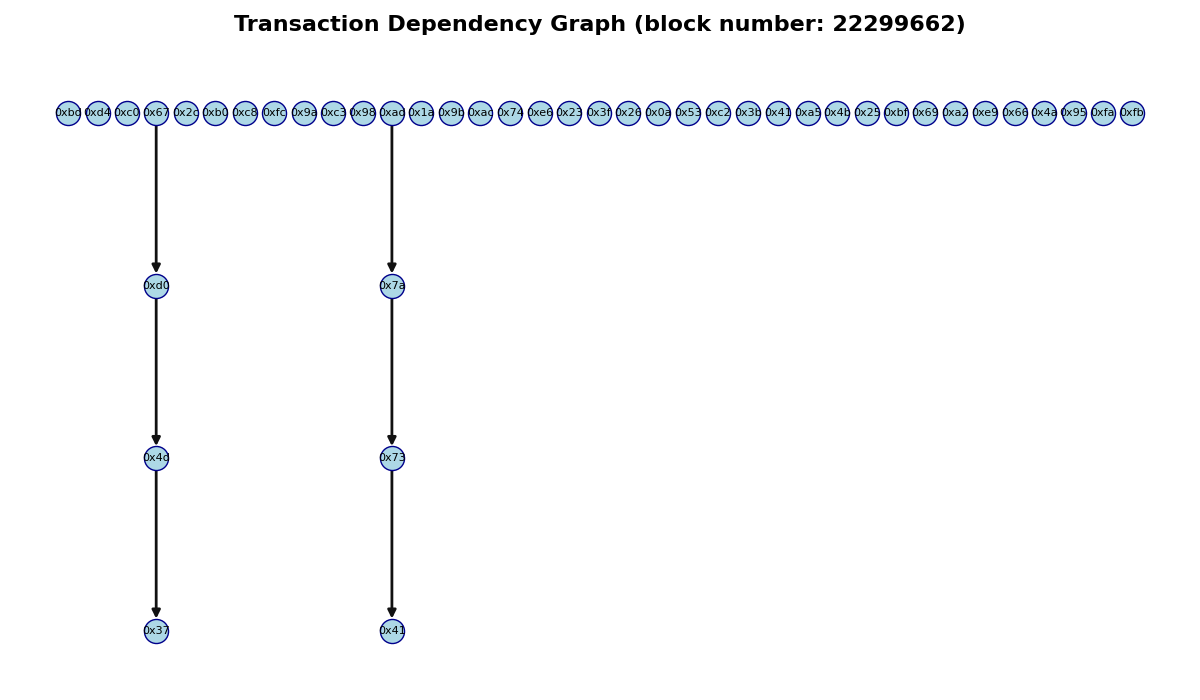 Transaction Dependency Graph (block number: 22299662)
0xbd 0xd4 0xc0 0x67 0x2c 0xb0 0xc8 0xfc 0x9a 0xc3 0x98 0xad 0x1a 0x9b 0xac 0x74 0xe6 0x23 0x3f 0x26 0x0a 0x53 0xc2 0x3b 0x41 0xa5 0x4b 0x25 0xbf 0x69 0xa2 0xe9 0x66 0x4a 0x95 0xfa 0xfb
0xd0 0x7a
0x4d 0x73
0x37 0x41